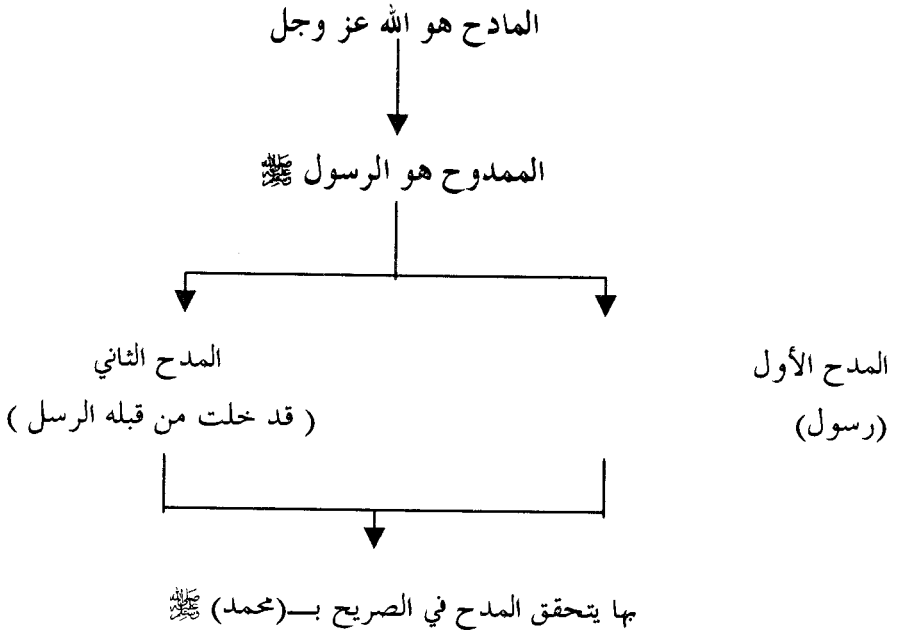 المادح هو الله عز وجل
الممدوح هو الرسول ﷺ
المدح الأول
(رسول)
المدح الثاني
( قد خلت من قبله الرسل )
بها يتحقق المدح في الصريح بــ(محمد) ﷺ